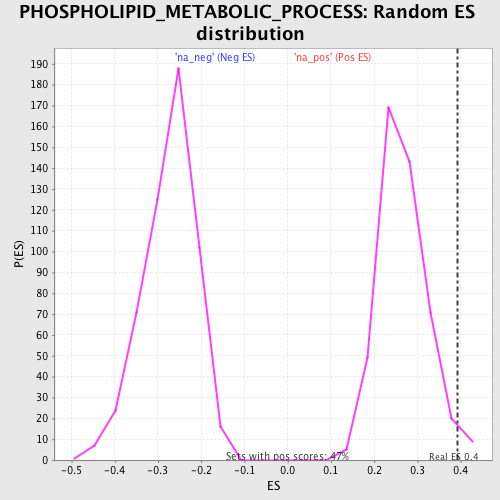 PHOSPHOLIPID_METABOLIC_PROCESS: Random ES
distribution
'na_neg' (Neg ES) 'na_pos' (Pos ES)
190
180
170
160
150
140
130
120
110
100
90
80
70
60
50
40
30
20
10
0
P(ES)
Sets with pos scores: 47%
Real ES 0.4
-0.5 -0.4 -0.3 -0.2 -0.1 0.0 0.1 0.2 0.3 0.4
ES